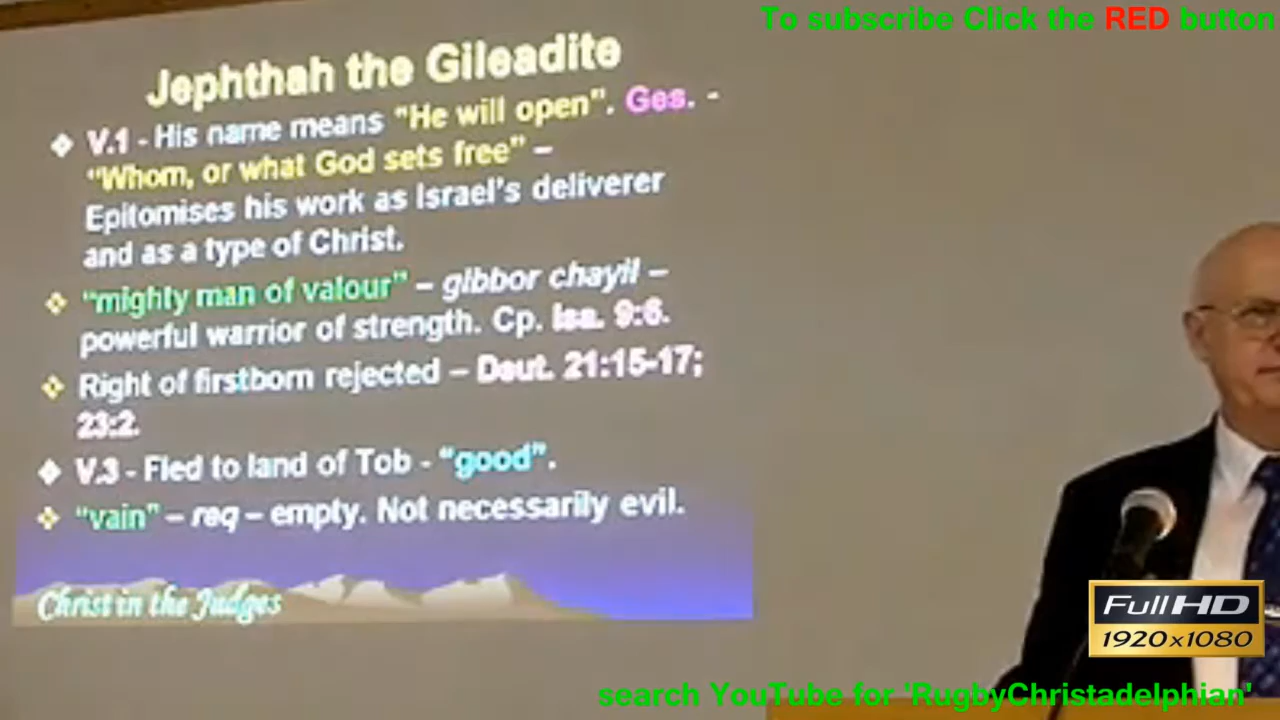 To subscribe Click the RED button
Jephthah the Gileadite
V.1 - His name means "He will open". Ges. -
"Whom, or what God sets free" –
Epitomises his work as Israel's deliverer
and as a type of Christ.
"mighty man of valour" – gibbor chayil –
powerful warrior of strength. Cp. Isa. 9:6.
Right of firstborn rejected – Deut. 21:15-17;
23:2.
V.3 - Fled to land of Tob - "good".
"vain" – req – empty. Not necessarily evil.
Christ in the Judges
Full HD
1920x1080
search YouTube for 'RugbyChristadelphian'